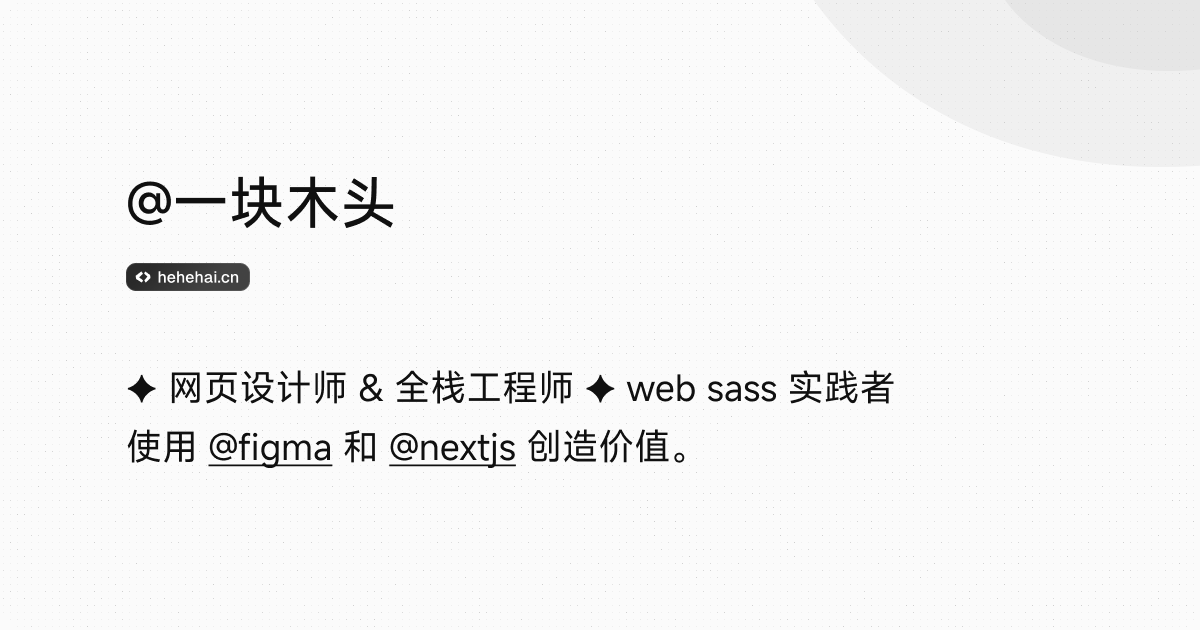 @一块木头
hehehai.cn
✦ 网页设计师 & 全栈工程师 ✦ web sass 实践者
使用 @figma 和 @nextjs 创造价值。